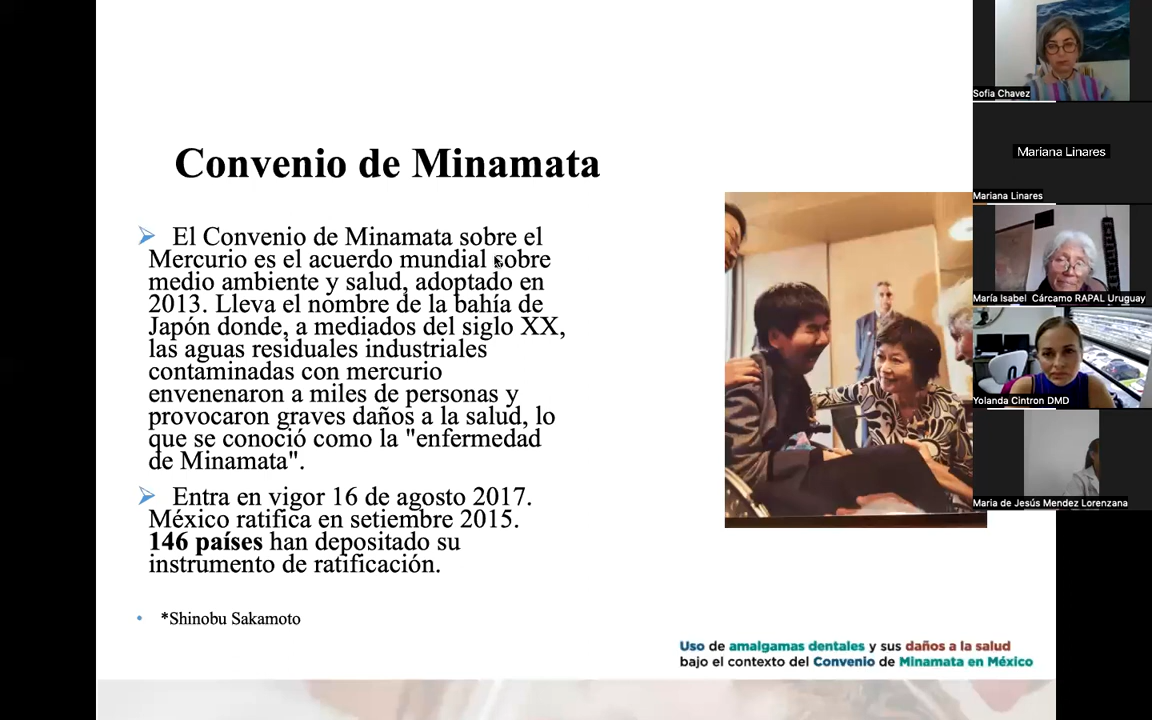 Convenio de Minamata
El Convenio de Minamata sobre el
Mercurio es el acuerdo mundial sobre
medio ambiente y salud, adoptado en
2013. Lleva el nombre de la bahía de
Japón donde, a mediados del siglo XX,
las aguas residuales industriales
contaminadas con mercurio
envenenaron a miles de personas y
provocaron graves daños a la salud, lo
que se conoció como la "enfermedad
de Minamata".
Entra en vigor 16 de agosto 2017.
México ratifica en setiembre 2015.
146 países han depositado su
instrumento de ratificación.
*Shinobu Sakamoto
Uso de amalgamas dentales y sus daños a la salud
bajo el contexto del Convenio de Minamata en México
Sofia Chavez
Mariana Linares
Mariana Linares
María Isabel Cárcamo RAPAL Uruguay
Yolanda Cintron DMD
Maria de Jesús Mendez Lorenzana